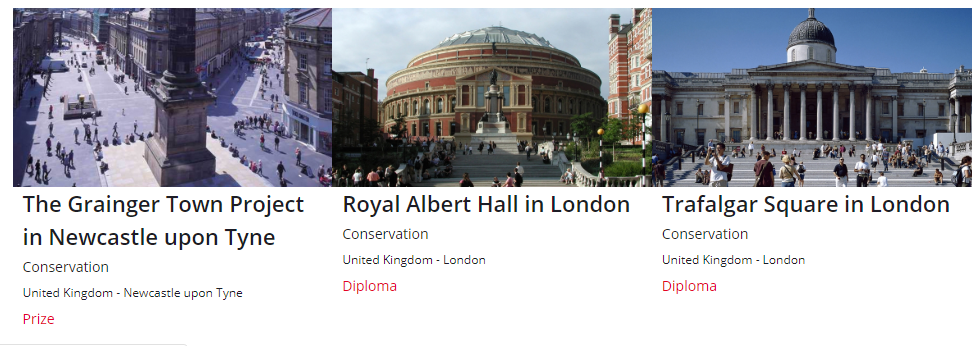 The Grainger Town Project
in Newcastle upon Tyne
Conservation
United Kingdom - Newcastle upon Tyne
Prize
Royal Albert Hall in London
Conservation
United Kingdom - London
Diploma
Trafalgar Square in London
Conservation
United Kingdom - London
Diploma